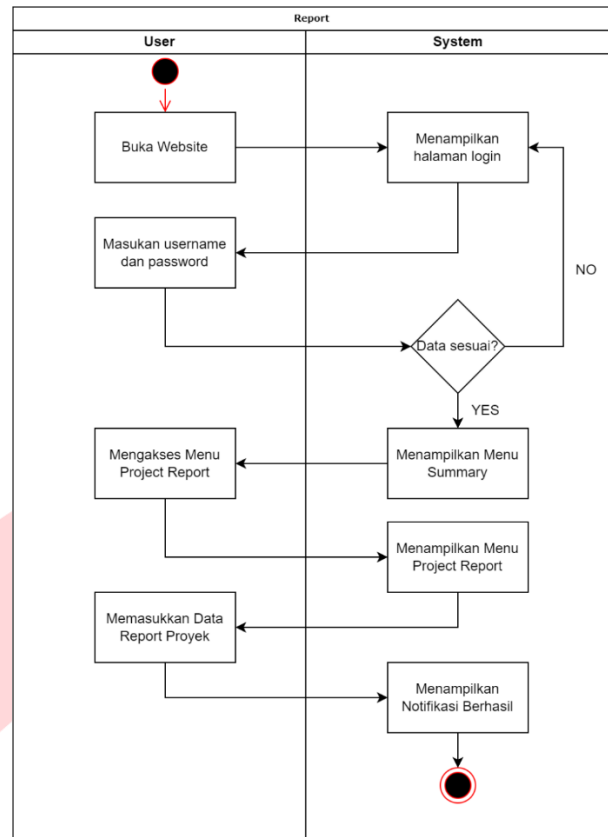 Report
User
System
Buka Website
Menampilkan
halaman login
Masukan username
dan password
NO
Data sesuai?
YES
Mengakses Menu
Project Report
Menampilkan Menu
Summary
Menampilkan Menu
Project Report
Memasukkan Data
Report Proyek
Menampilkan
Notifikasi Berhasil